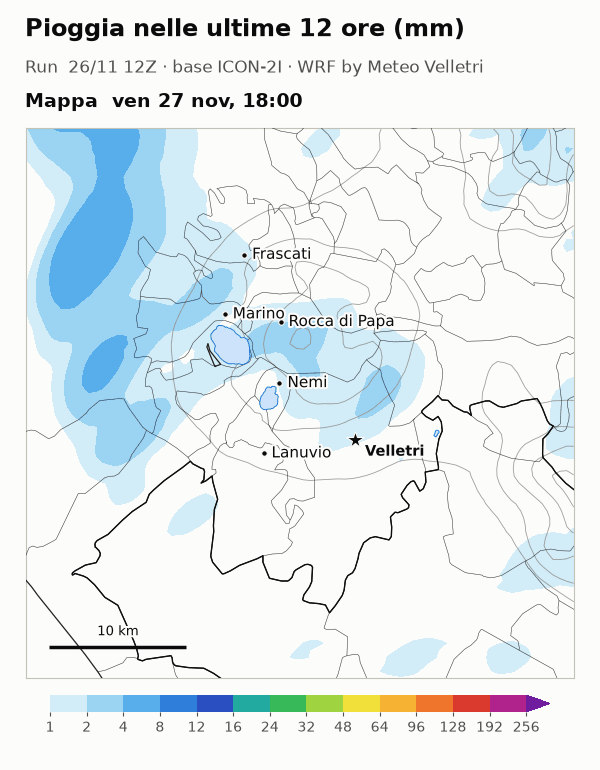 Pioggia nelle ultime 12 ore (mm)
Run  26/11 12Z · base ICON-2I · WRF by Meteo Velletri
Mappa  ven 27 nov, 18:00
Frascati
Marino
Rocca di Papa
Nemi
Velletri
Lanuvio
10 km
1 2 4 8 12 16 24 32 48 64 96 128 192 256